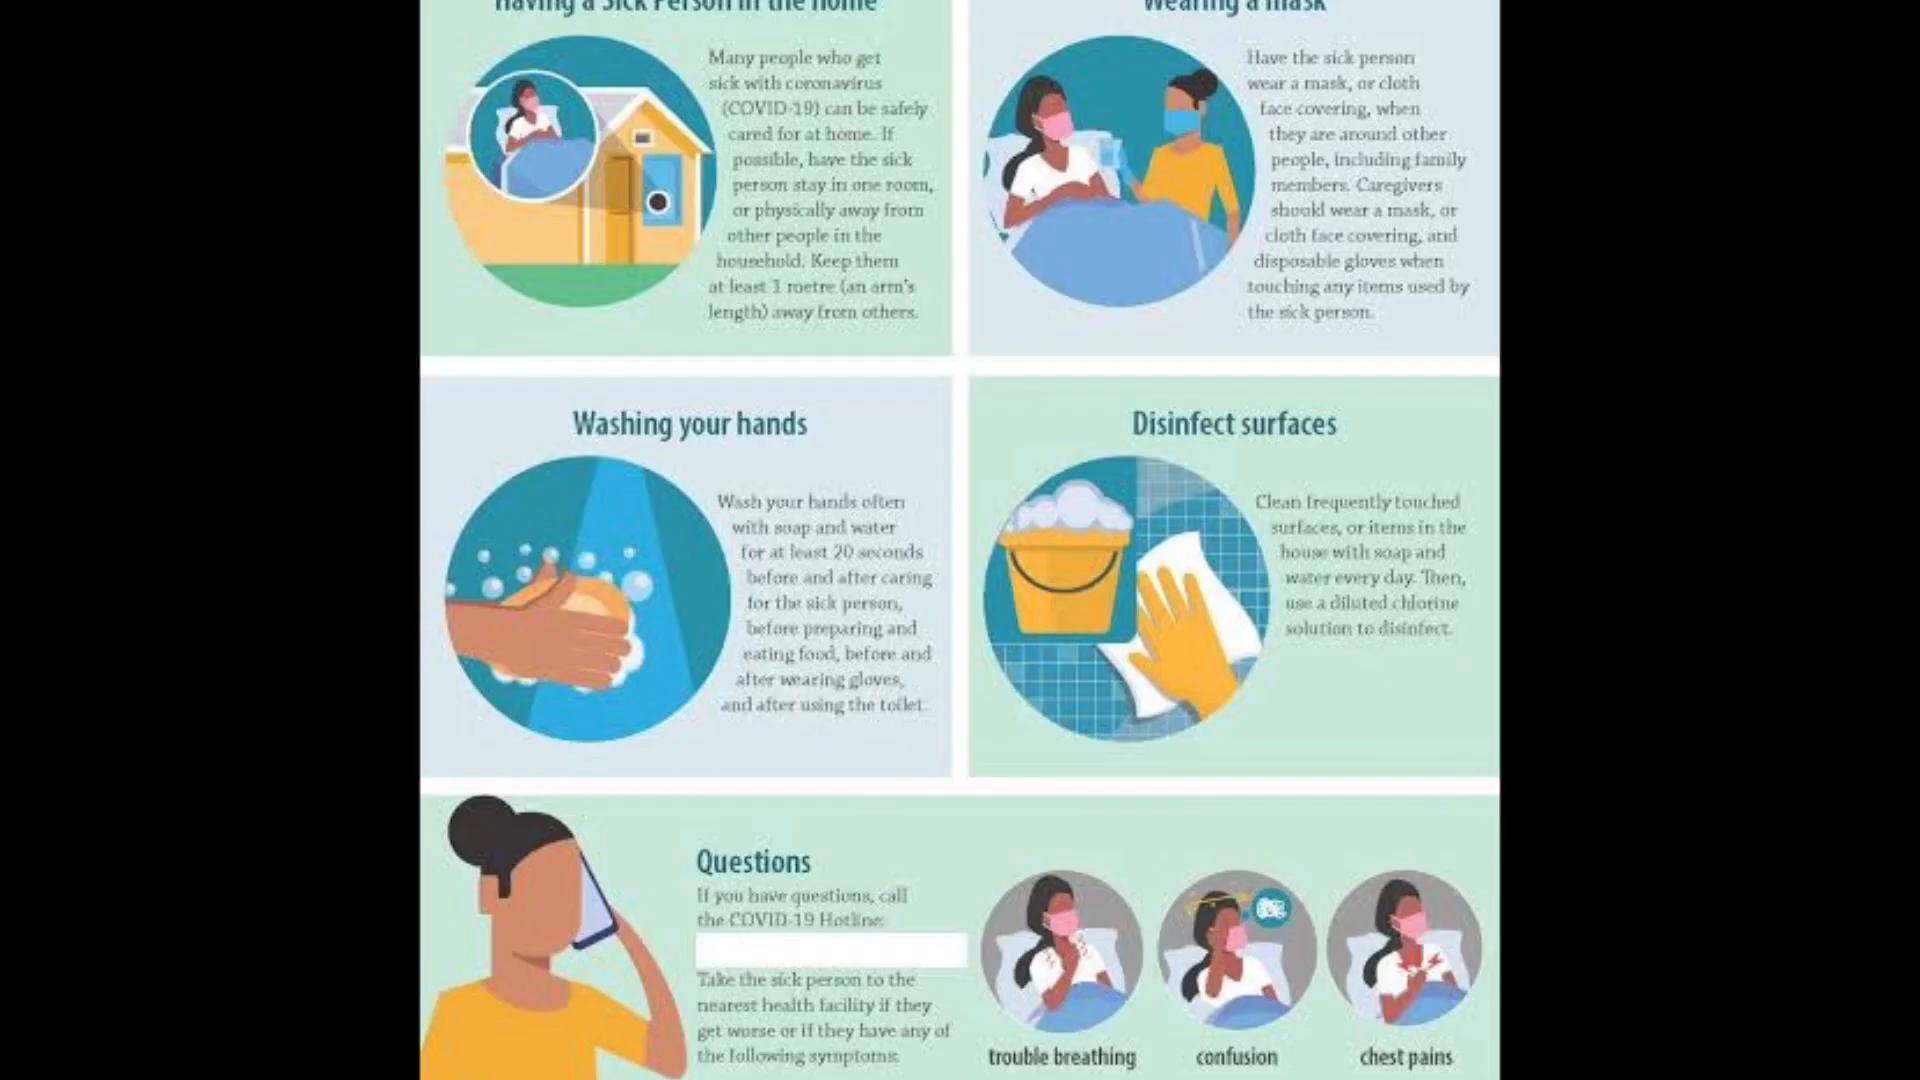 Having a Sick Person in the home
Many people who get
sick with coronavirus
(COVID-19) can be safely
cared for at home. If
possible, have the sick
person stay in one room,
or physically away from
other people in the
household. Keep them
at least 1 metre (an arm's
length) away from others.
Wearing a mask
Have the sick person
wear a mask, or cloth
face covering, when
they are around other
people, including family
members. Caregivers
should wear a mask, or
cloth face covering, and
disposable gloves when
touching any items used by
the sick person.
Washing your hands
Wash your hands often
with soap and water
for at least 20 seconds
before and after caring
for the sick person,
before preparing and
eating food, before and
after wearing gloves,
and after using the toilet.
Disinfect surfaces
Clean frequently touched
surfaces, or items in the
house with soap and
water every day. Then,
use a diluted chlorine
solution to disinfect.
Questions
If you have questions, call
the COVID-19 Hotline:
Take the sick person to the
nearest health facility if they
get worse or if they have any of
the following symptoms:
trouble breathing
confusion
chest pains